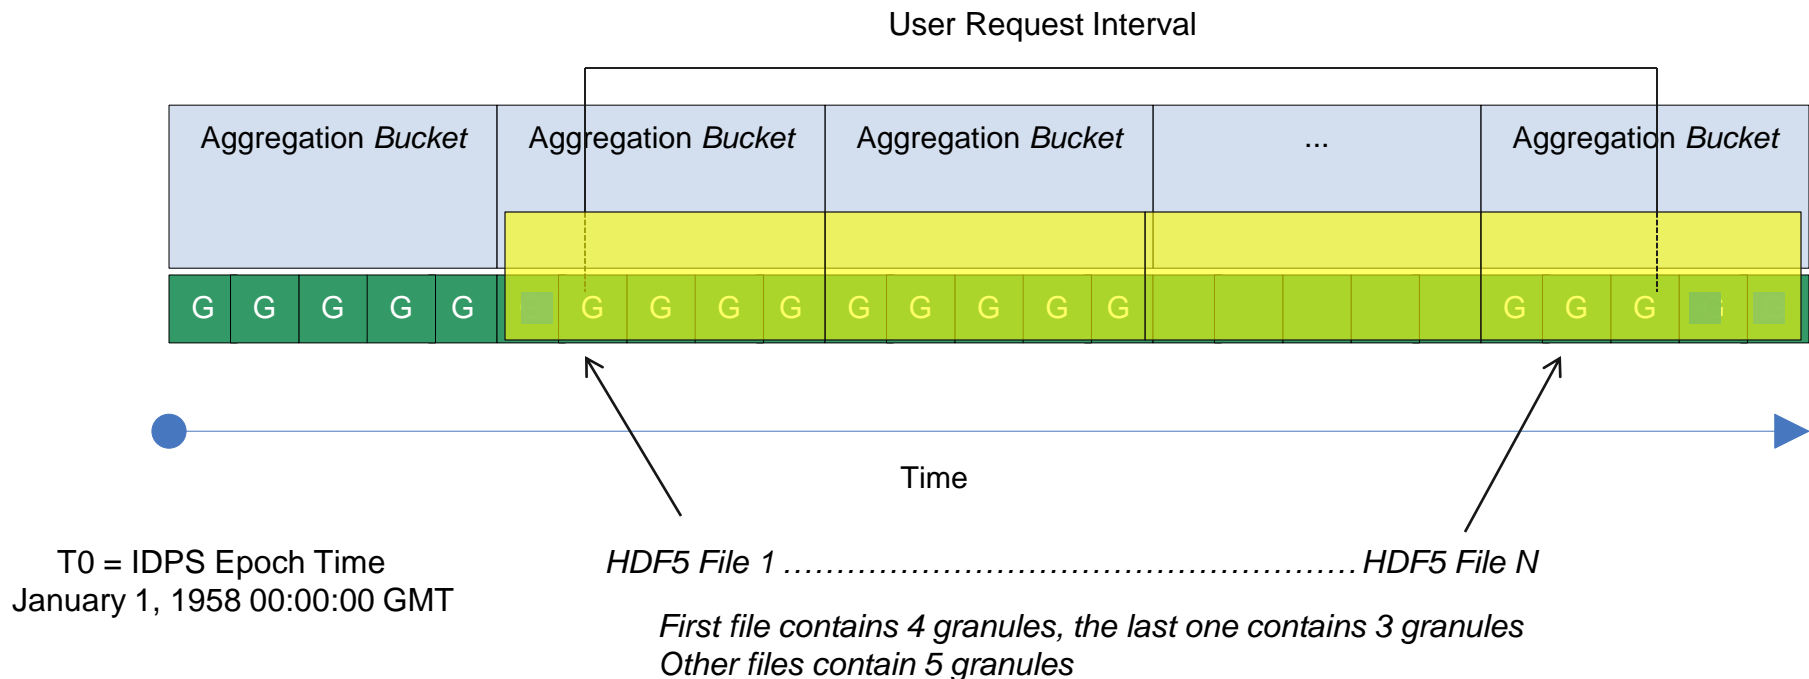 User Request Interval
Aggregation Bucket Aggregation Bucket Aggregation Bucket ... Aggregation Bucket
G G G G G G G G G G G G G G G G G
Time
T0 = IDPS Epoch Time
January 1, 1958 00:00:00 GMT
HDF5 File 1 ………………………………………………… HDF5 File N
First file contains 4 granules, the last one contains 3 granules
Other files contain 5 granules